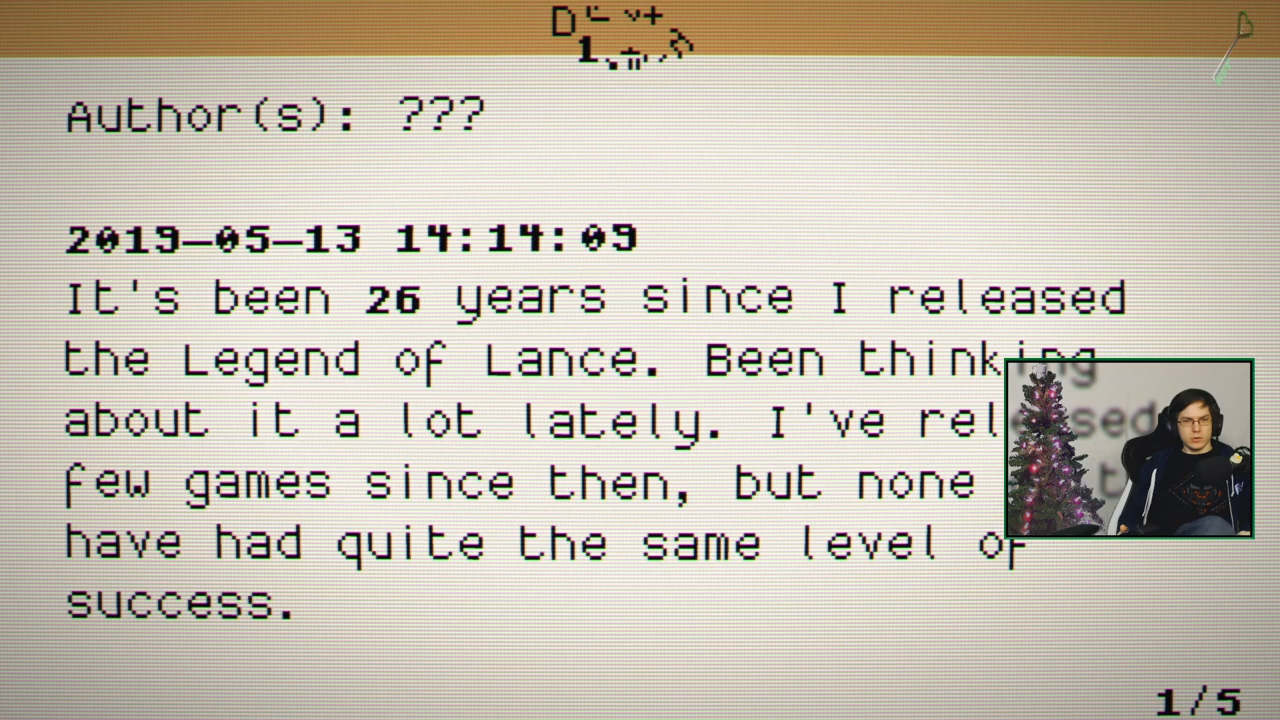 Author(s): ???
2019-05-13 14:14:09
It's been 26 years since I released
the Legend of Lance. Been thinking
about it a lot lately. I've released
few games since then, but none
have had quite the same level of
success.
1/5